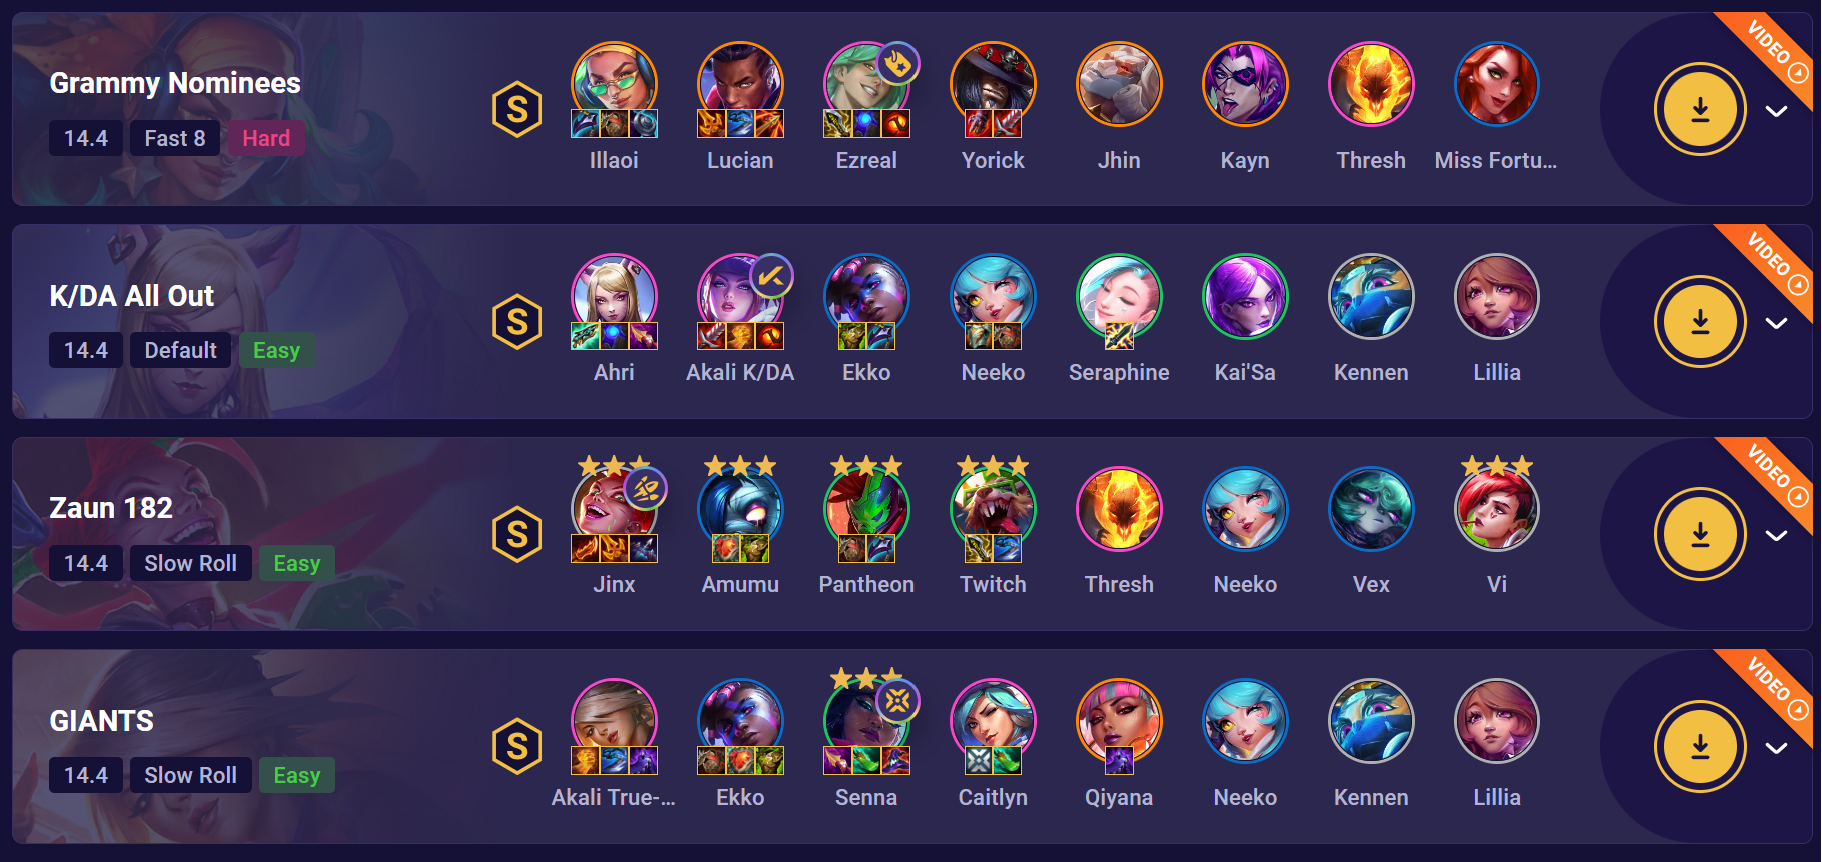 Grammy Nominees
14.4 Fast 8 Hard
S
Illaoi Lucian Ezreal Yorick Jhin Kayn Thresh Miss Fortu...
VIDEO
K/DA All Out
14.4 Default Easy
S
Ahri Akali K/DA Ekko Neeko Seraphine Kai'Sa Kennen Lillia
VIDEO
Zaun 182
14.4 Slow Roll Easy
S
Jinx Amumu Pantheon Twitch Thresh Neeko Vex Vi
VIDEO
GIANTS
14.4 Slow Roll Easy
S
Akali True-... Ekko Senna Caitlyn Qiyana Neeko Kennen Lillia
VIDEO